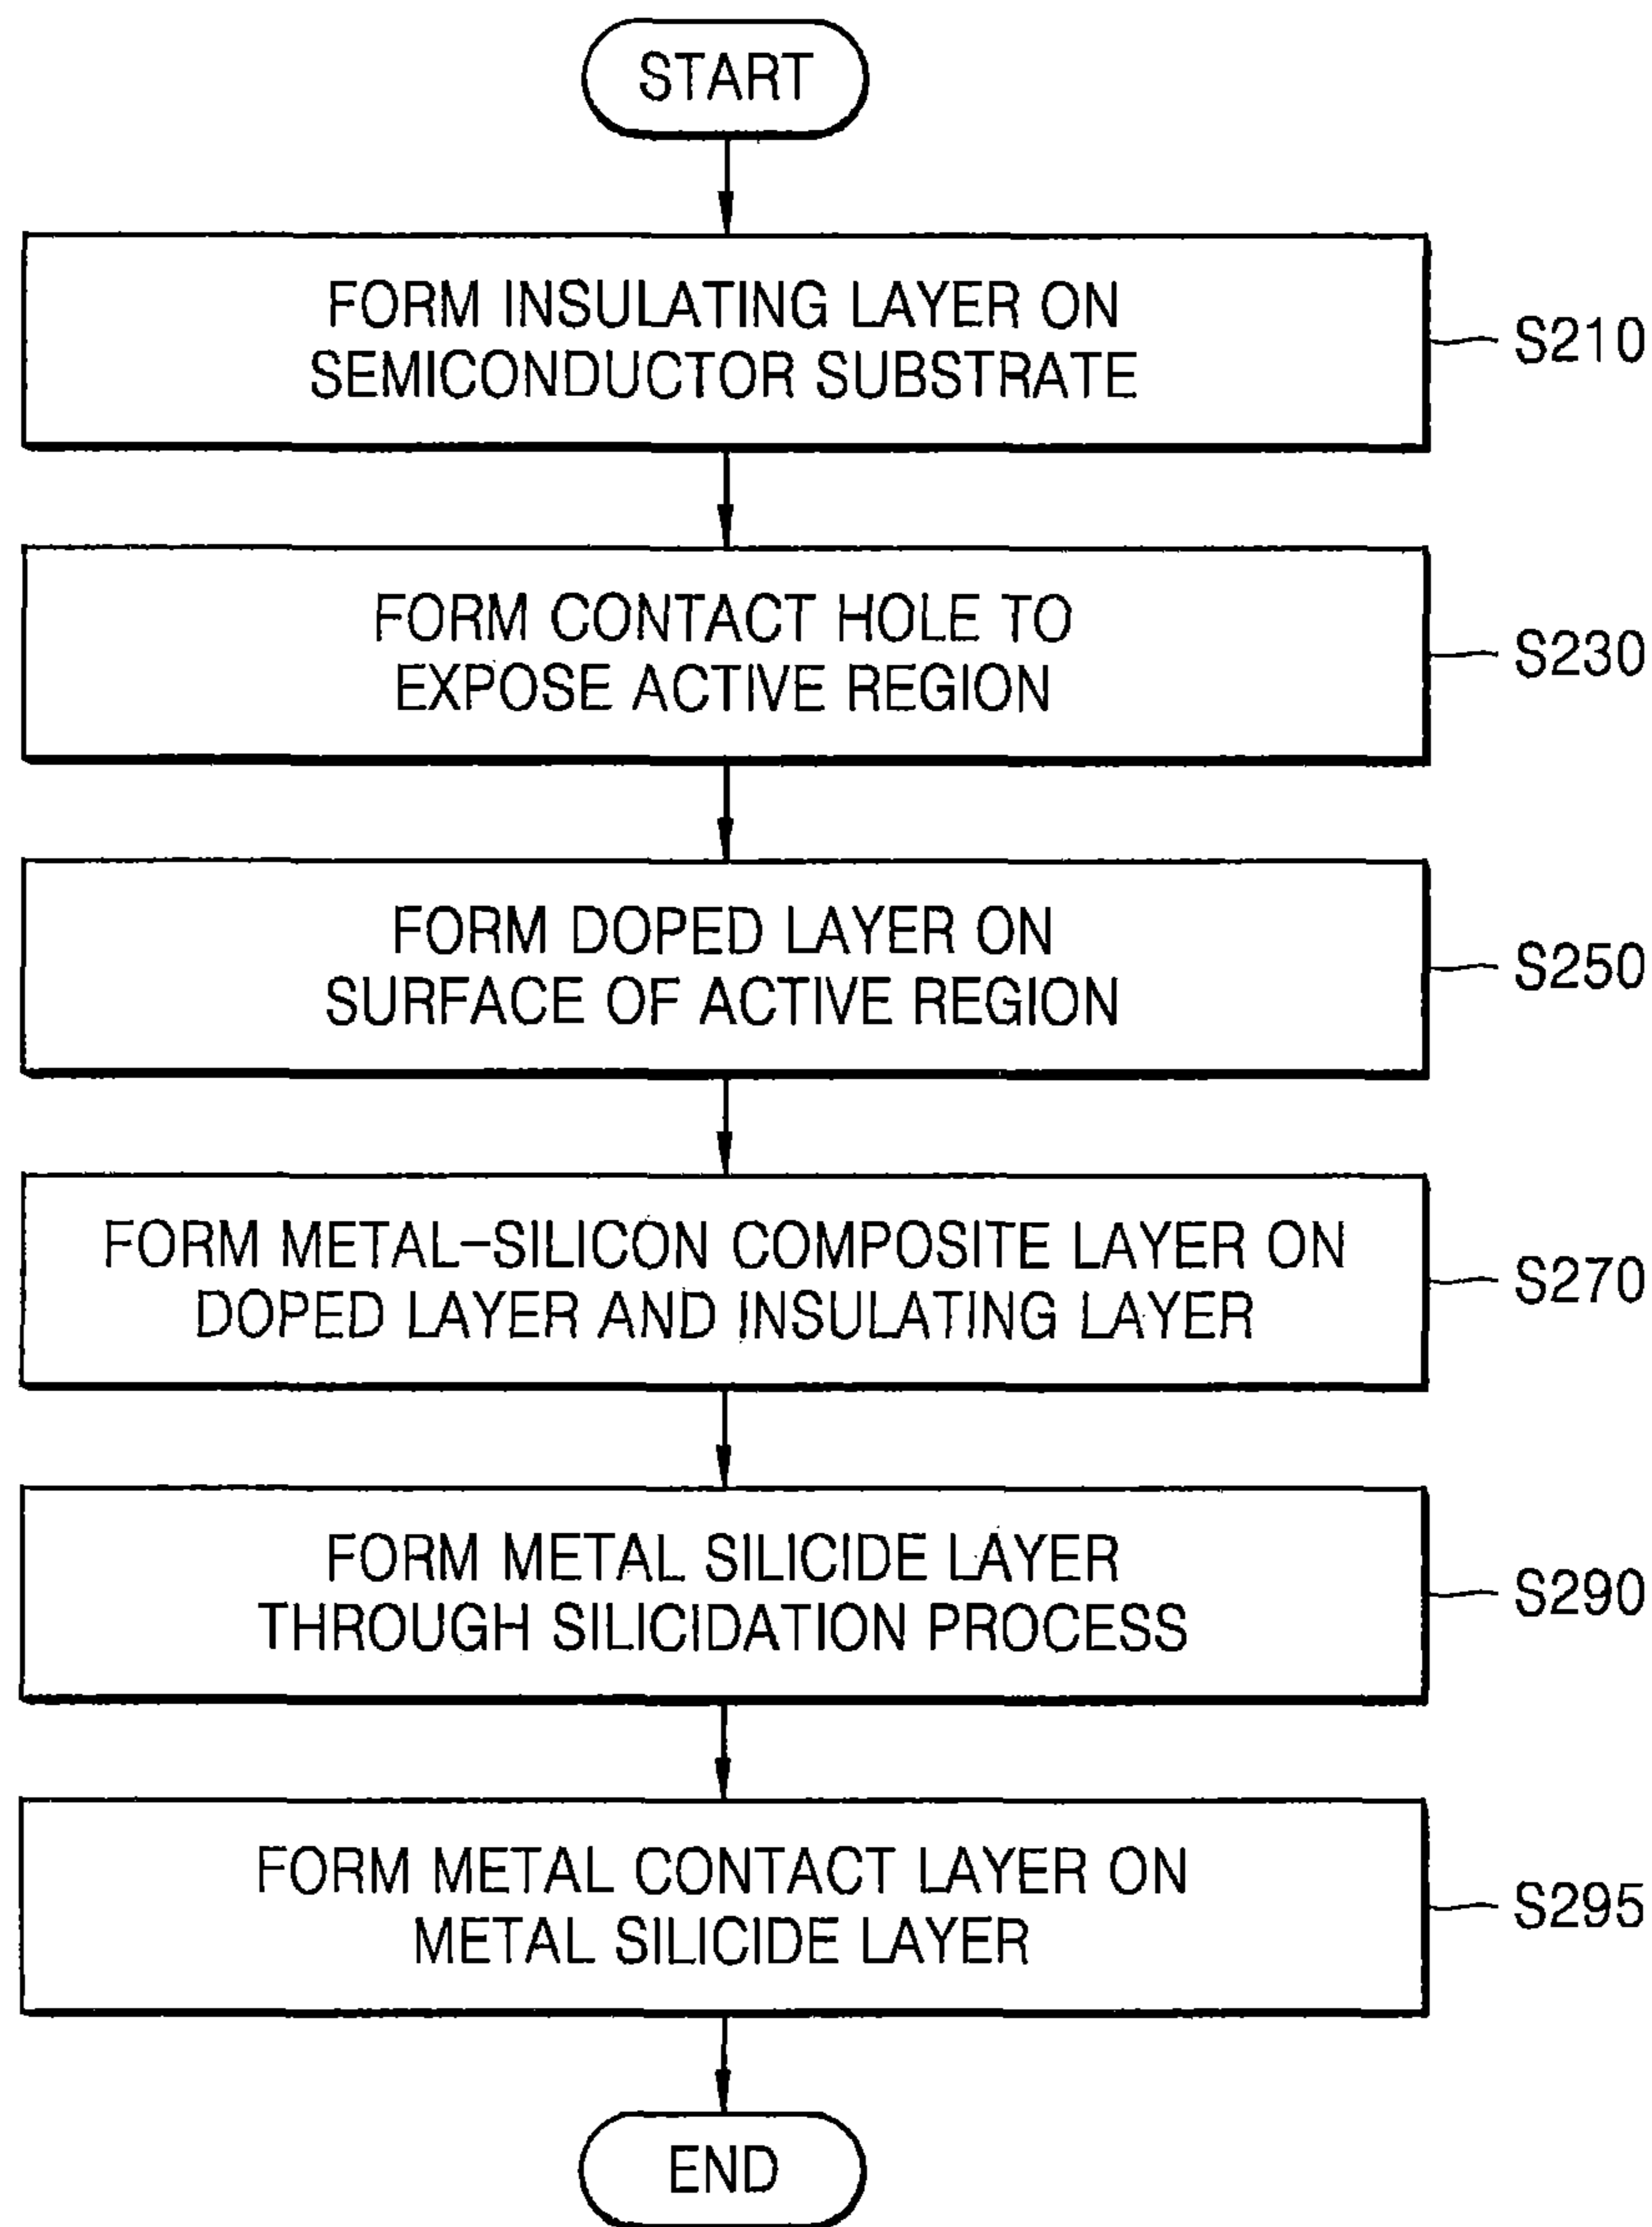 START
FORM INSULATING LAYER ON
SEMICONDUCTOR SUBSTRATE
S210
FORM CONTACT HOLE TO
EXPOSE ACTIVE REGION
S230
FORM DOPED LAYER ON
SURFACE OF ACTIVE REGION
S250
FORM METAL-SILICON COMPOSITE LAYER ON
DOPED LAYER AND INSULATING LAYER
S270
FORM METAL SILICIDE LAYER
THROUGH SILICIDATION PROCESS
S290
FORM METAL CONTACT LAYER ON
METAL SILICIDE LAYER
S295
END